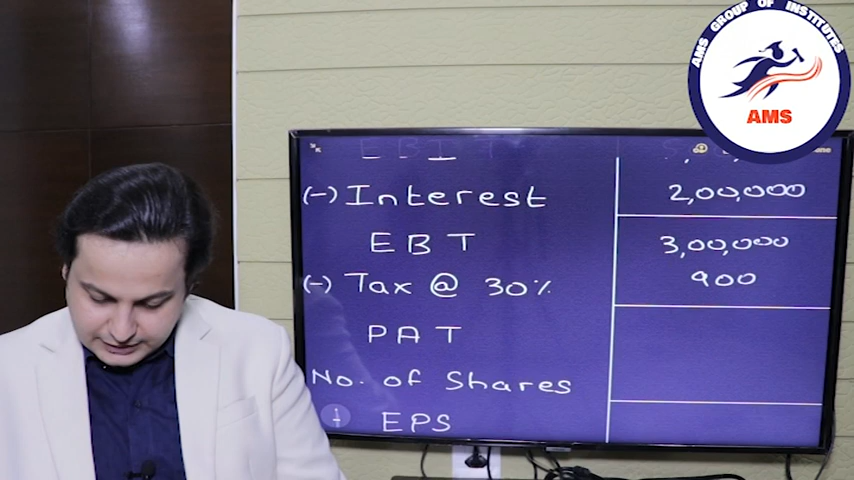 AMS GROUP OF INSTITUTES
AMS
EBIT
(-) Interest 2,00,000
EBT 3,00,000
(-) Tax @ 30% 900
PAT
No. of Shares
EPS